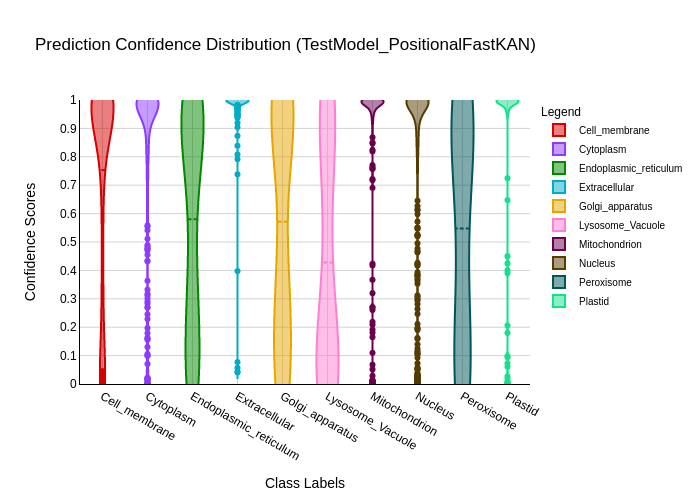 Prediction Confidence Distribution (TestModel_PositionalFastKAN)
Legend
Cell_membrane
Cytoplasm
Endoplasmic_reticulum
Extracellular
Golgi_apparatus
Lysosome_Vacuole
Mitochondrion
Nucleus
Peroxisome
Plastid
Confidence Scores
1
0.9
0.8
0.7
0.6
0.5
0.4
0.3
0.2
0.1
0
Cell_membrane
Cytoplasm
Endoplasmic_reticulum
Extracellular
Golgi_apparatus
Lysosome_Vacuole
Mitochondrion
Nucleus
Peroxisome
Plastid
Class Labels